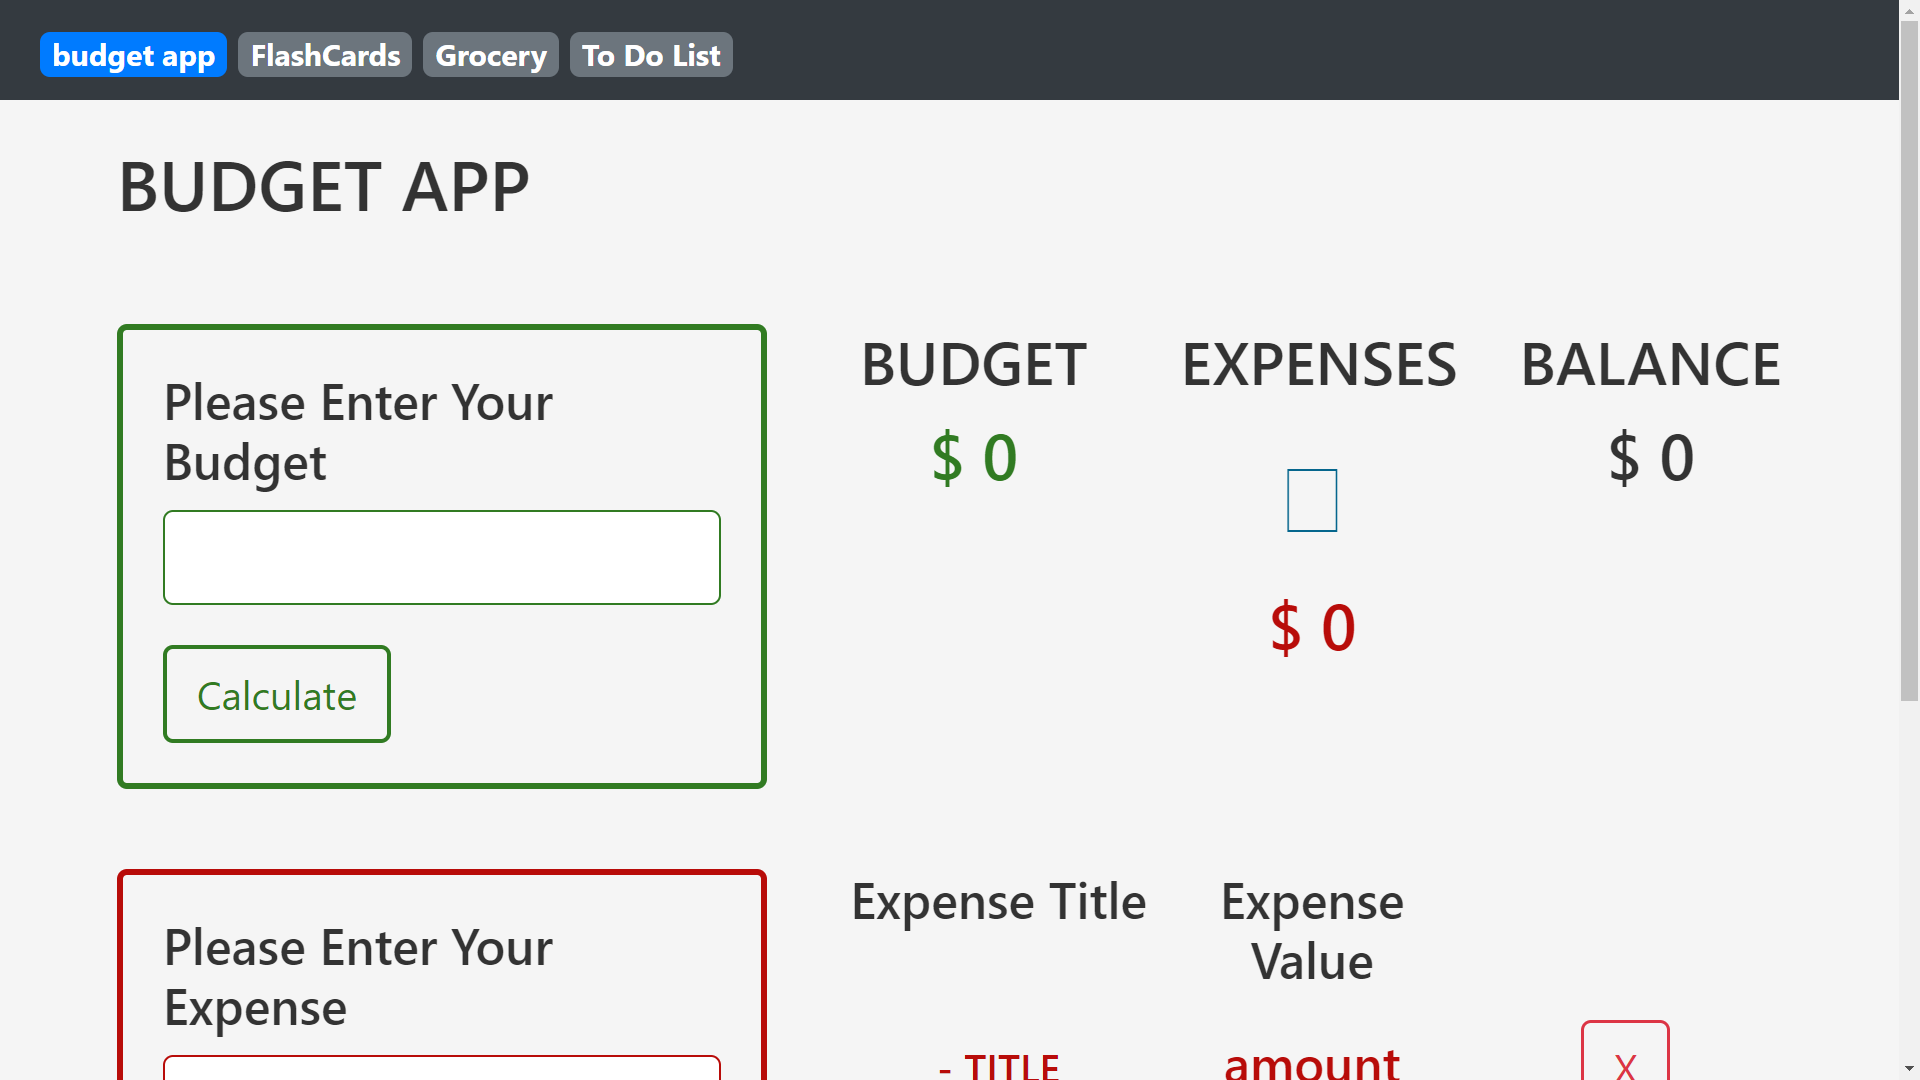 budget app FlashCards Grocery To Do List
BUDGET APP
Please Enter Your
Budget
Calculate
BUDGET
$ 0
EXPENSES
$ 0
BALANCE
$ 0
Please Enter Your
Expense
Expense Title
Expense
Value
- TITLE
amount
X